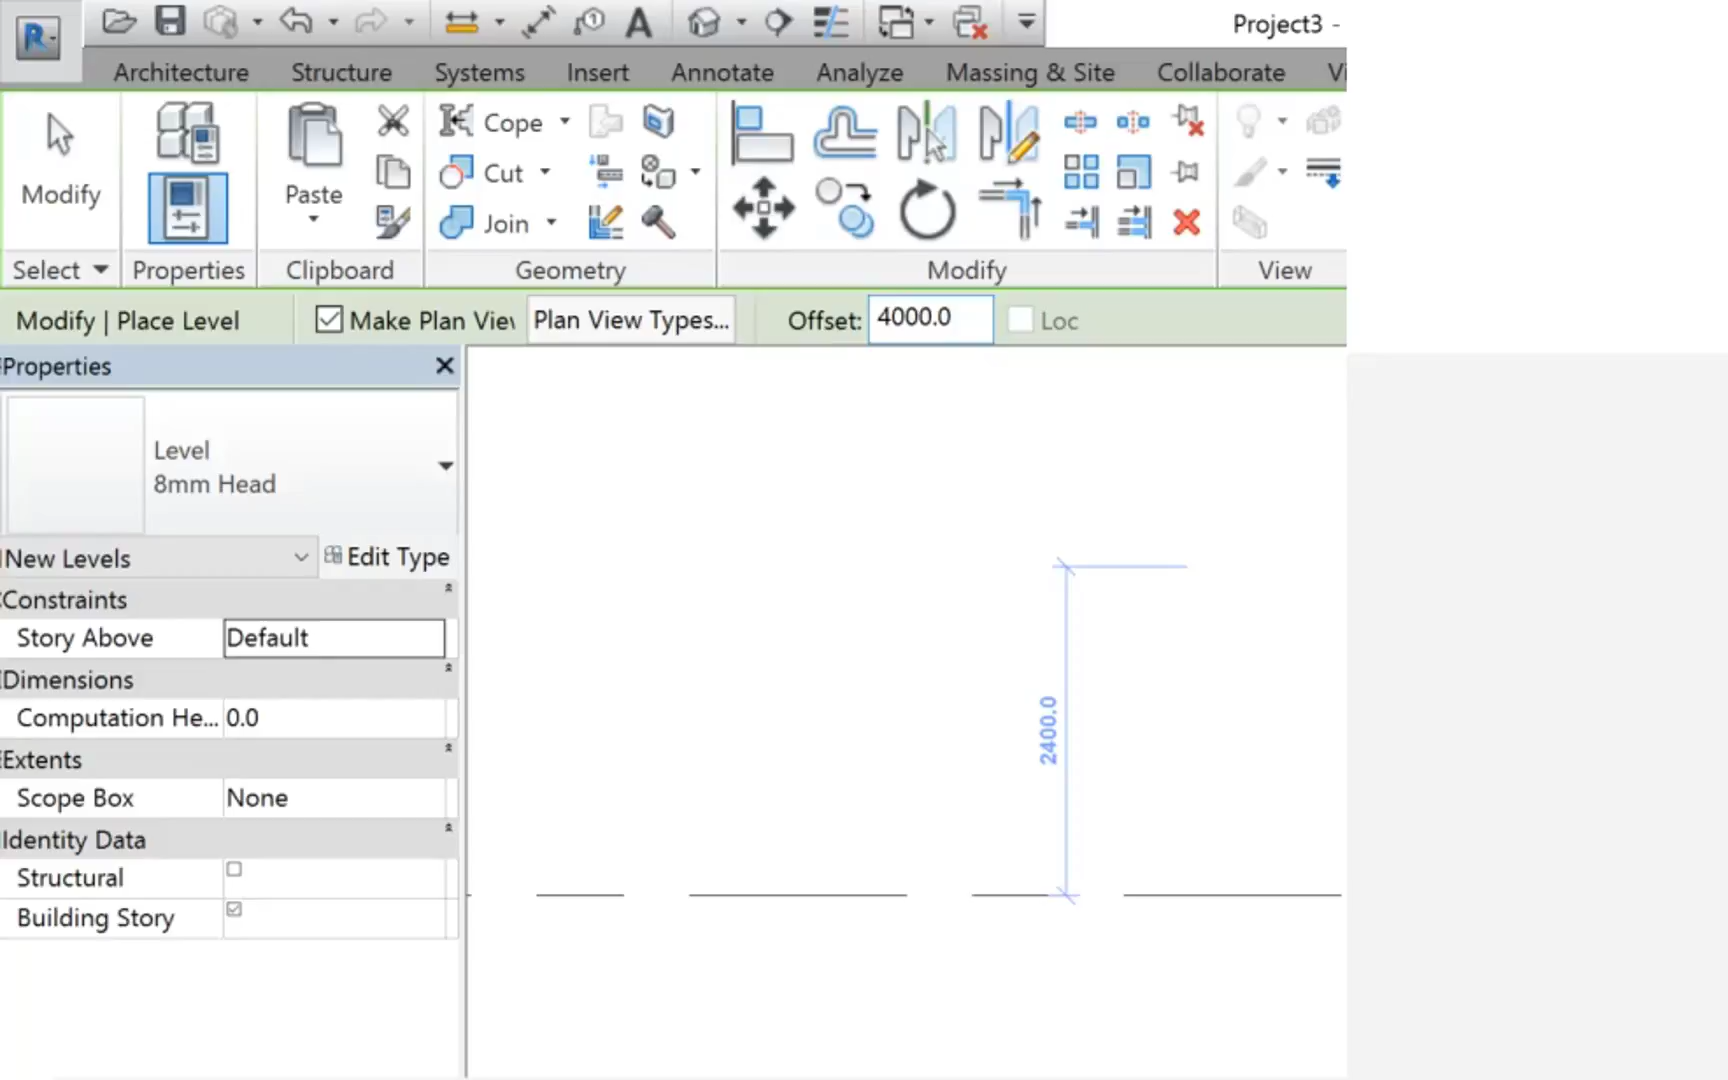 Project3 -
Architecture Structure Systems Insert Annotate Analyze Massing & Site Collaborate Vi
Modify
Paste
Cope
Cut
Join
Select Properties Clipboard Geometry Modify View
Modify | Place Level Make Plan View Plan View Types... Offset: 4000.0 Loc
Properties
Level
8mm Head
New Levels Edit Type
Constraints
Story Above Default
Dimensions
Computation He... 0.0
Extents
Scope Box None
Identity Data
Structural
Building Story
2400.0